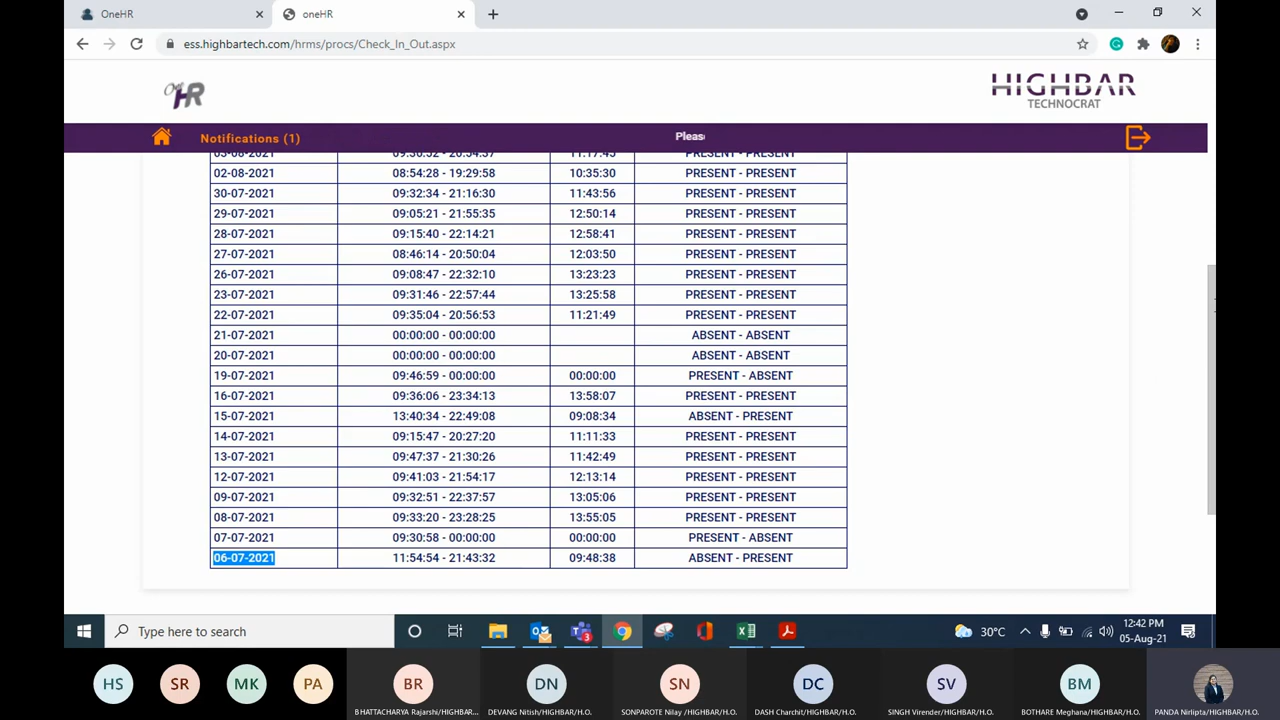 OneHR
oneHR
ess.highbartech.com/hrms/procs/Check_In_Out.aspx
One HR
HIGHBAR
TECHNOCRAT
Notifications (1)
Pleas
03-08-2021 09:36:52 - 20:54:37 11:17:45 PRESENT - PRESENT
02-08-2021 08:54:28 - 19:29:58 10:35:30 PRESENT - PRESENT
30-07-2021 09:32:34 - 21:16:30 11:43:56 PRESENT - PRESENT
29-07-2021 09:05:21 - 21:55:35 12:50:14 PRESENT - PRESENT
28-07-2021 09:15:40 - 22:14:21 12:58:41 PRESENT - PRESENT
27-07-2021 08:46:14 - 20:50:04 12:03:50 PRESENT - PRESENT
26-07-2021 09:08:47 - 22:32:10 13:23:23 PRESENT - PRESENT
23-07-2021 09:31:46 - 22:57:44 13:25:58 PRESENT - PRESENT
22-07-2021 09:35:04 - 20:56:53 11:21:49 PRESENT - PRESENT
21-07-2021 00:00:00 - 00:00:00 ABSENT - ABSENT
20-07-2021 00:00:00 - 00:00:00 ABSENT - ABSENT
19-07-2021 09:46:59 - 00:00:00 00:00:00 PRESENT - ABSENT
16-07-2021 09:36:06 - 23:34:13 13:58:07 PRESENT - PRESENT
15-07-2021 13:40:34 - 22:49:08 09:08:34 ABSENT - PRESENT
14-07-2021 09:15:47 - 20:27:20 11:11:33 PRESENT - PRESENT
13-07-2021 09:47:37 - 21:30:26 11:42:49 PRESENT - PRESENT
12-07-2021 09:41:03 - 21:54:17 12:13:14 PRESENT - PRESENT
09-07-2021 09:32:51 - 22:37:57 13:05:06 PRESENT - PRESENT
08-07-2021 09:33:20 - 23:28:25 13:55:05 PRESENT - PRESENT
07-07-2021 09:30:58 - 00:00:00 00:00:00 PRESENT - ABSENT
06-07-2021 11:54:54 - 21:43:32 09:48:38 ABSENT - PRESENT
Type here to search
3
30°C
12:42 PM
05-Aug-21
HS SR MK PA BR DN SN DC SV BM
BHATTACHARYA Rajarshi/HIGHBAR... DEVANG Nitish/HIGHBAR/H.O. SONPAROTE Nilay /HIGHBAR/H.O. DASH Charchit/HIGHBAR/H.O. SINGH Virender/HIGHBAR/H.O. BOTHARE Meghana/HIGHBAR/H.O. PANDA Nirlipta/HIGHBAR/H.O.